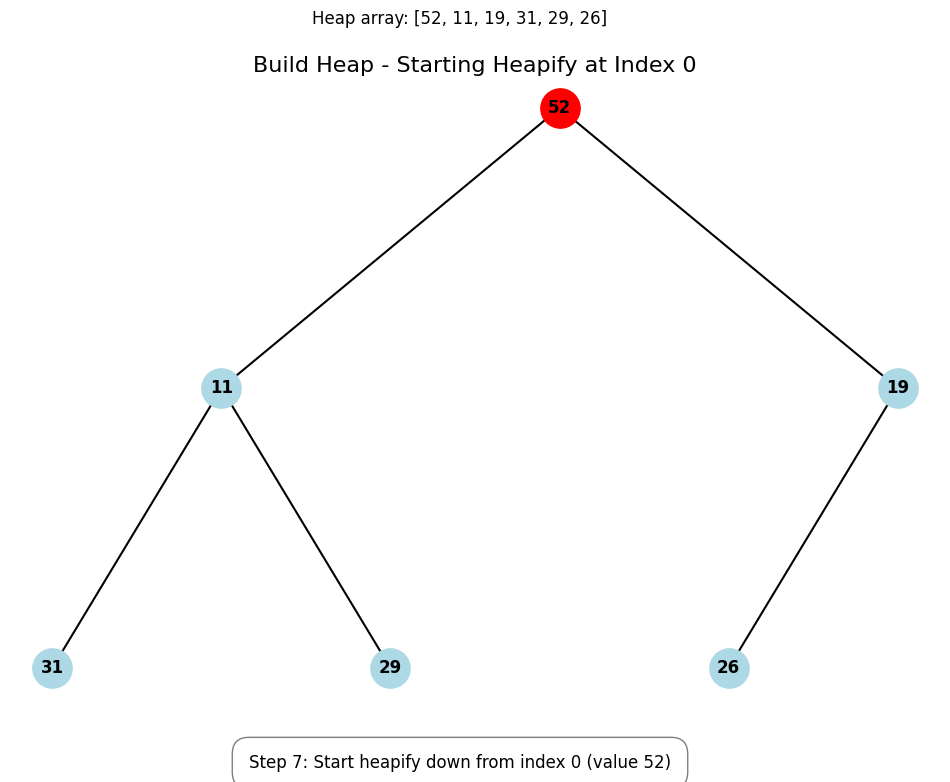 Heap array: [52, 11, 19, 31, 29, 26]
Build Heap - Starting Heapify at Index 0
52
11
19
31
29
26
Step 7: Start heapify down from index 0 (value 52)